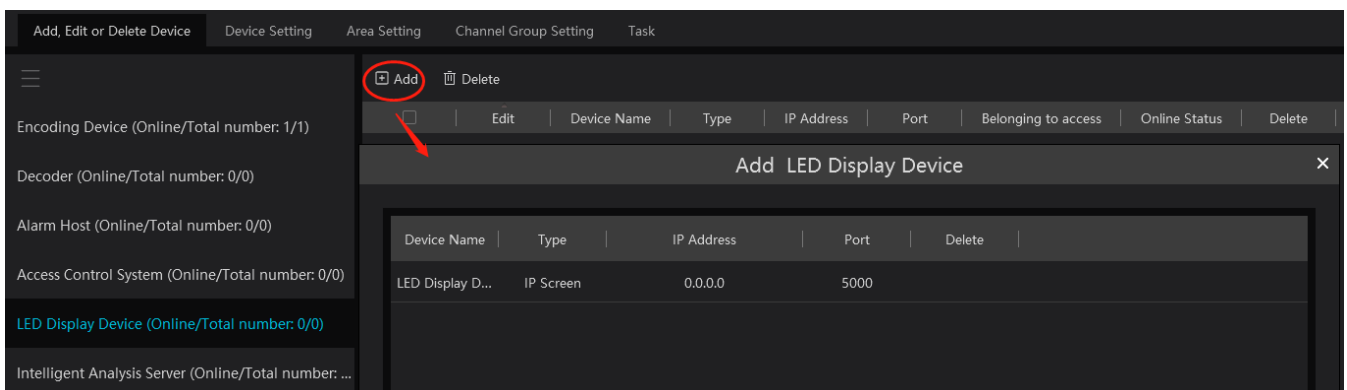 Add, Edit or Delete Device Device Setting Area Setting Channel Group Setting Task
Add Delete
Edit Device Name Type IP Address Port Belonging to access Online Status Delete
Encoding Device (Online/Total number: 1/1)
Decoder (Online/Total number: 0/0)
Alarm Host (Online/Total number: 0/0)
Access Control System (Online/Total number: 0/0)
LED Display Device (Online/Total number: 0/0)
Intelligent Analysis Server (Online/Total number: ...
Add LED Display Device
Device Name Type IP Address Port Delete
LED Display D... IP Screen 0.0.0.0 5000